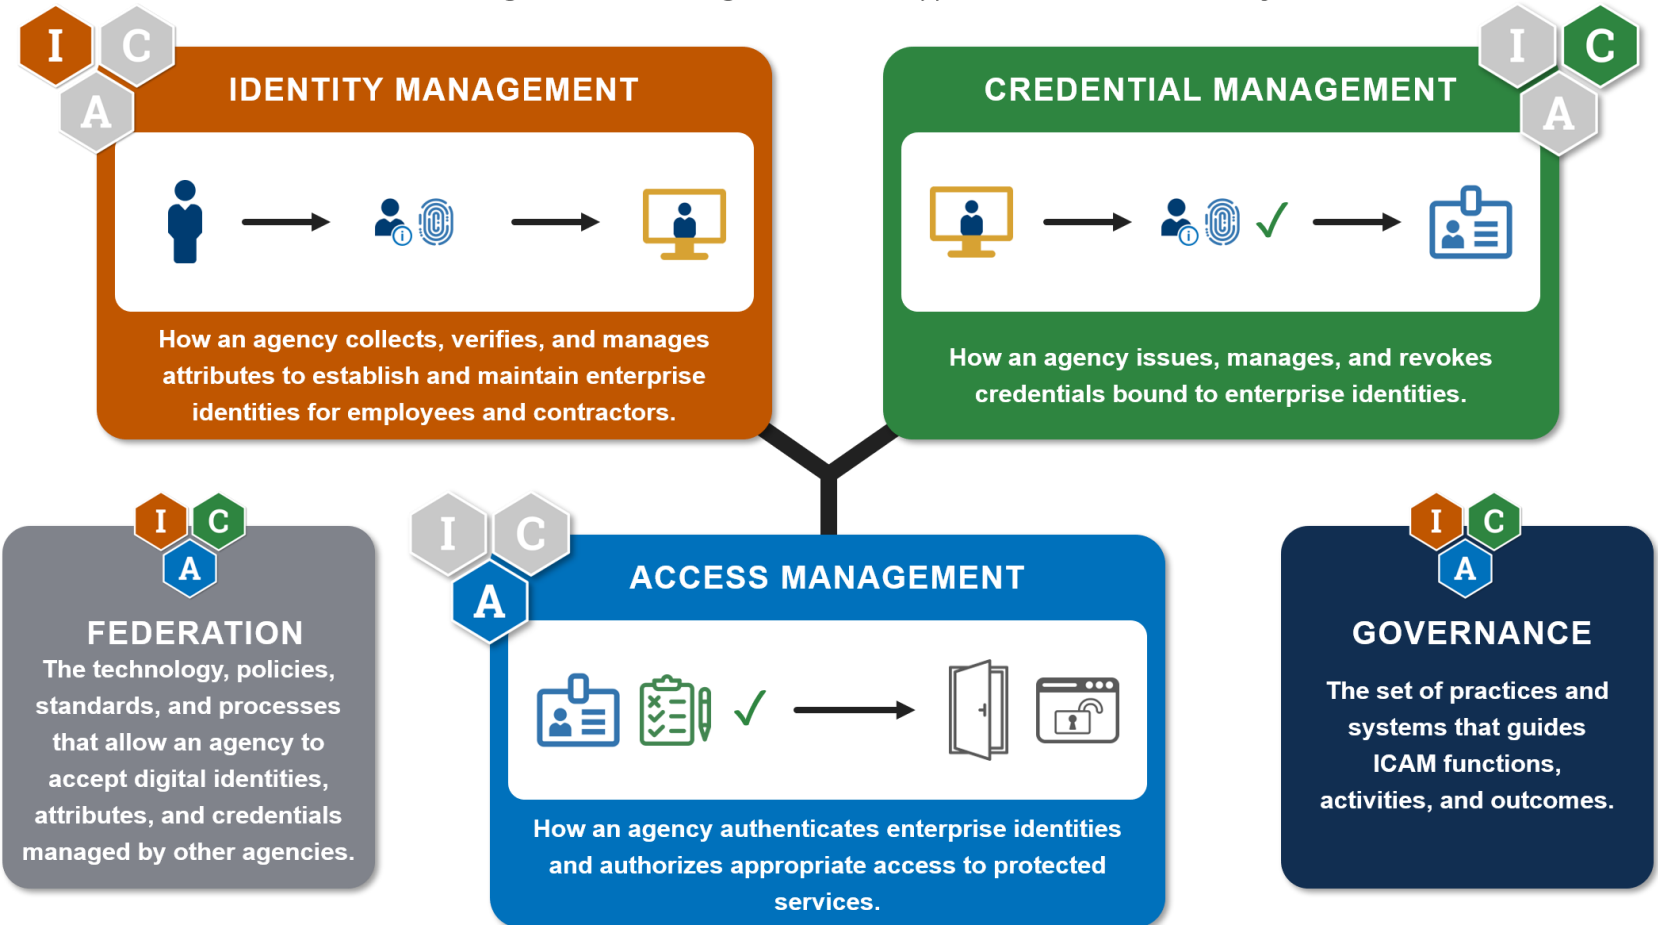 I
C
A
IDENTITY MANAGEMENT
How an agency collects, verifies, and manages
attributes to establish and maintain enterprise
identities for employees and contractors.
I
C
A
CREDENTIAL MANAGEMENT
How an agency issues, manages, and revokes
credentials bound to enterprise identities.
I
C
A
FEDERATION
The technology, policies,
standards, and processes
that allow an agency to
accept digital identities,
attributes, and credentials
managed by other agencies.
I
C
A
ACCESS MANAGEMENT
How an agency authenticates enterprise identities
and authorizes appropriate access to protected
services.
I
C
A
GOVERNANCE
The set of practices and
systems that guides
ICAM functions,
activities, and outcomes.